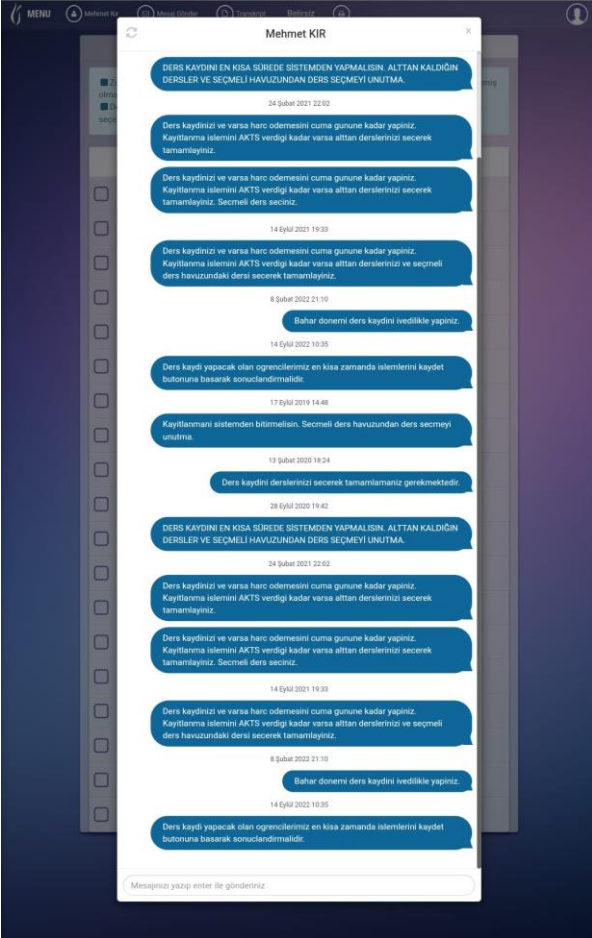 MENU
Mehmet Kır
Mesaj Gönder
Transkript
Belirsiz
Mehmet KIR
×
DERS KAYDINI EN KISA SÜREDE SİSTEMDEN YAPMALISIN. ALTTAN KALDIĞIN
DERSLER VE SEÇMELİ HAVUZUNDAN DERS SEÇMEYİ UNUTMA.
24 Şubat 2021 22:02
Ders kaydinizi ve varsa harc odemesini cuma gunune kadar yapiniz.
Kayitlanma islemini AKTS verdigi kadar varsa alttan derslerinizi secerek
tamamlayiniz.
Ders kaydinizi ve varsa harc odemesini cuma gunune kadar yapiniz.
Kayitlanma islemini AKTS verdigi kadar varsa alttan derslerinizi secerek
tamamlayiniz. Secmeli ders seciniz.
14 Eylül 2021 19:33
Ders kaydinizi ve varsa harc odemesini cuma gunune kadar yapiniz.
Kayitlanma islemini AKTS verdigi kadar varsa alttan derslerinizi ve seçmeli
ders havuzundaki dersi secerek tamamlayiniz.
8 Şubat 2022 21:10
Bahar donemi ders kaydini ivedilikle yapiniz.
14 Eylül 2022 10:35
Ders kaydi yapacak olan ogrencilerimiz en kisa zamanda islemlerini kaydet
butonuna basarak sonuclandirmalidir.
17 Eylül 2019 14:48
Kayitlanmani sistemden bitirmelisin. Secmeli ders havuzundan ders secmeyi
unutma.
13 Şubat 2020 18:24
Ders kaydini derslerinizi secerek tamamlamaniz gerekmektedir.
28 Eylül 2020 19:42
DERS KAYDINI EN KISA SÜREDE SİSTEMDEN YAPMALISIN. ALTTAN KALDIĞIN
DERSLER VE SEÇMELİ HAVUZUNDAN DERS SEÇMEYİ UNUTMA.
24 Şubat 2021 22:02
Ders kaydinizi ve varsa harc odemesini cuma gunune kadar yapiniz.
Kayitlanma islemini AKTS verdigi kadar varsa alttan derslerinizi secerek
tamamlayiniz.
Ders kaydinizi ve varsa harc odemesini cuma gunune kadar yapiniz.
Kayitlanma islemini AKTS verdigi kadar varsa alttan derslerinizi secerek
tamamlayiniz. Secmeli ders seciniz.
14 Eylül 2021 19:33
Ders kaydinizi ve varsa harc odemesini cuma gunune kadar yapiniz.
Kayitlanma islemini AKTS verdigi kadar varsa alttan derslerinizi ve seçmeli
ders havuzundaki dersi secerek tamamlayiniz.
8 Şubat 2022 21:10
Bahar donemi ders kaydini ivedilikle yapiniz.
14 Eylül 2022 10:35
Ders kaydi yapacak olan ogrencilerimiz en kisa zamanda islemlerini kaydet
butonuna basarak sonuclandirmalidir.
Mesajınızı yazıp enter ile gönderiniz